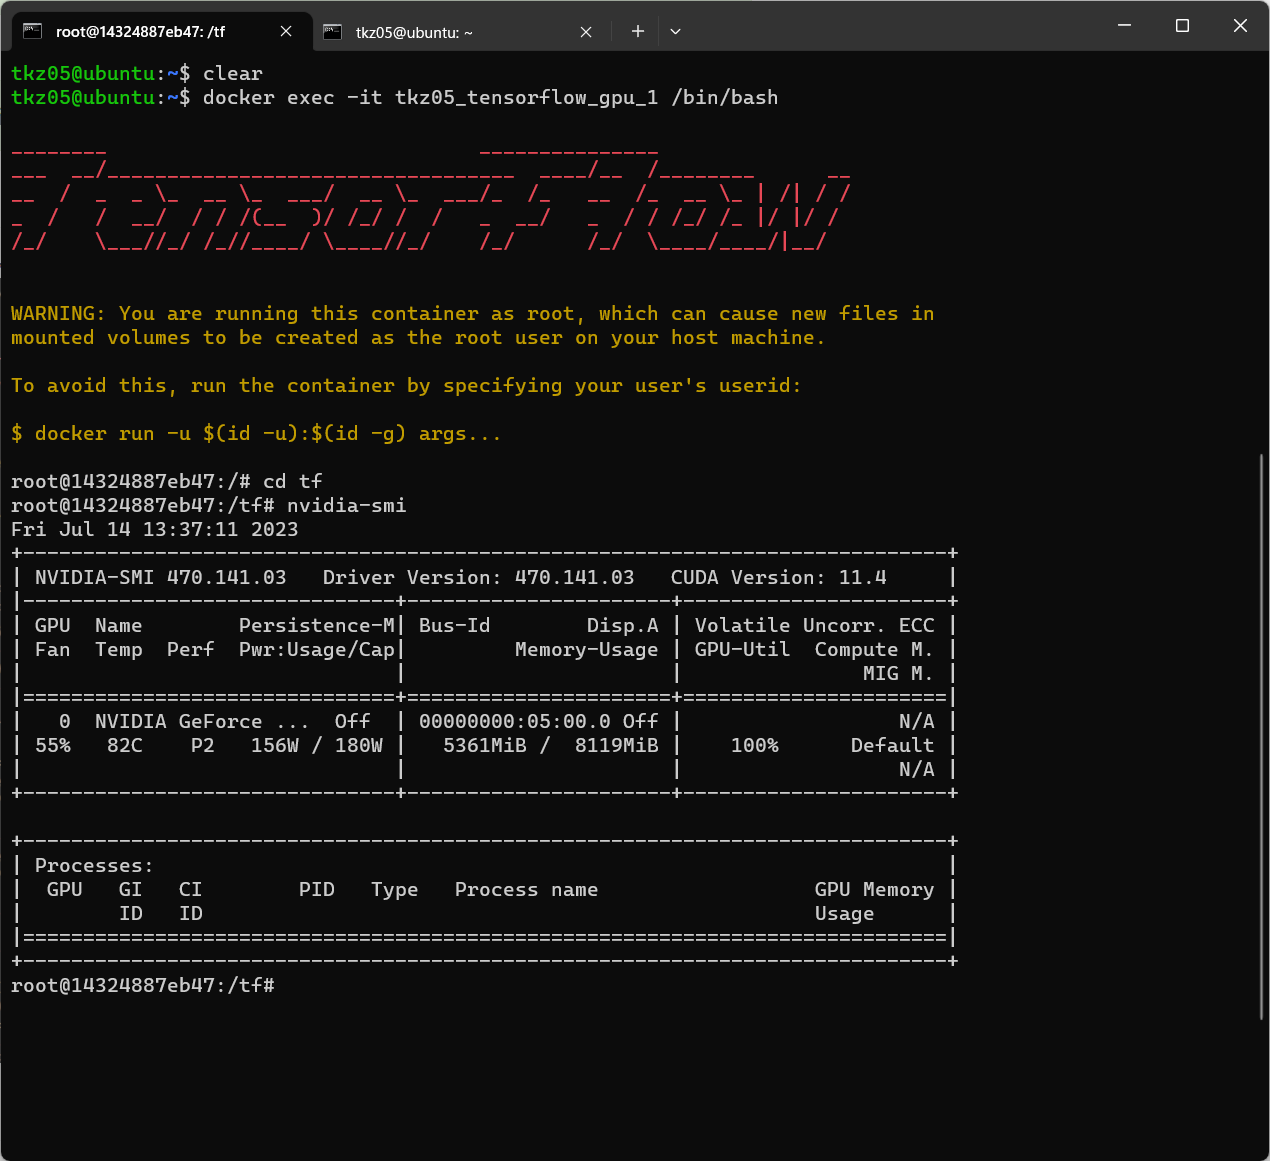 root@14324887eb47: /tf
tkz05@ubuntu: ~
tkz05@ubuntu:~$ clear
tkz05@ubuntu:~$ docker exec -it tkz05_tensorflow_gpu_1 /bin/bash
________                               _______________
___  __/__________________________________  ____/__  /________      __
__  /  _  _ \_  __ \_  ___/  __ \_  ___/_  /_   __  /_  __ \_ | /| / /
_  /   /  __/  / / /(__  )/ /_/ /  /   _  __/   _  / / /_/ /_ |/ |/ /
/_/    \___//_/ /_//____/ \____//_/    /_/      /_/  \____/____/|__/
WARNING: You are running this container as root, which can cause new files in
mounted volumes to be created as the root user on your host machine.
To avoid this, run the container by specifying your user's userid:
$ docker run -u $(id -u):$(id -g) args...
root@14324887eb47:/# cd tf
root@14324887eb47:/tf# nvidia-smi
Fri Jul 14 13:37:11 2023
+-----------------------------------------------------------------------------+
| NVIDIA-SMI 470.141.03   Driver Version: 470.141.03   CUDA Version: 11.4     |
|-------------------------------+----------------------+----------------------+
| GPU  Name        Persistence-M| Bus-Id        Disp.A | Volatile Uncorr. ECC |
| Fan  Temp  Perf  Pwr:Usage/Cap|         Memory-Usage | GPU-Util  Compute M. |
|                               |                      |               MIG M. |
|===============================+======================+======================|
|   0  NVIDIA GeForce ...  Off  | 00000000:05:00.0 Off |                  N/A |
| 55%   82C    P2   156W / 180W |   5361MiB /  8119MiB |    100%      Default |
|                               |                      |                  N/A |
+-------------------------------+----------------------+----------------------+
+-----------------------------------------------------------------------------+
| Processes:                                                                  |
|  GPU   GI   CI        PID   Type   Process name                  GPU Memory |
|        ID   ID                                                   Usage      |
|=============================================================================|
+-----------------------------------------------------------------------------+
root@14324887eb47:/tf#